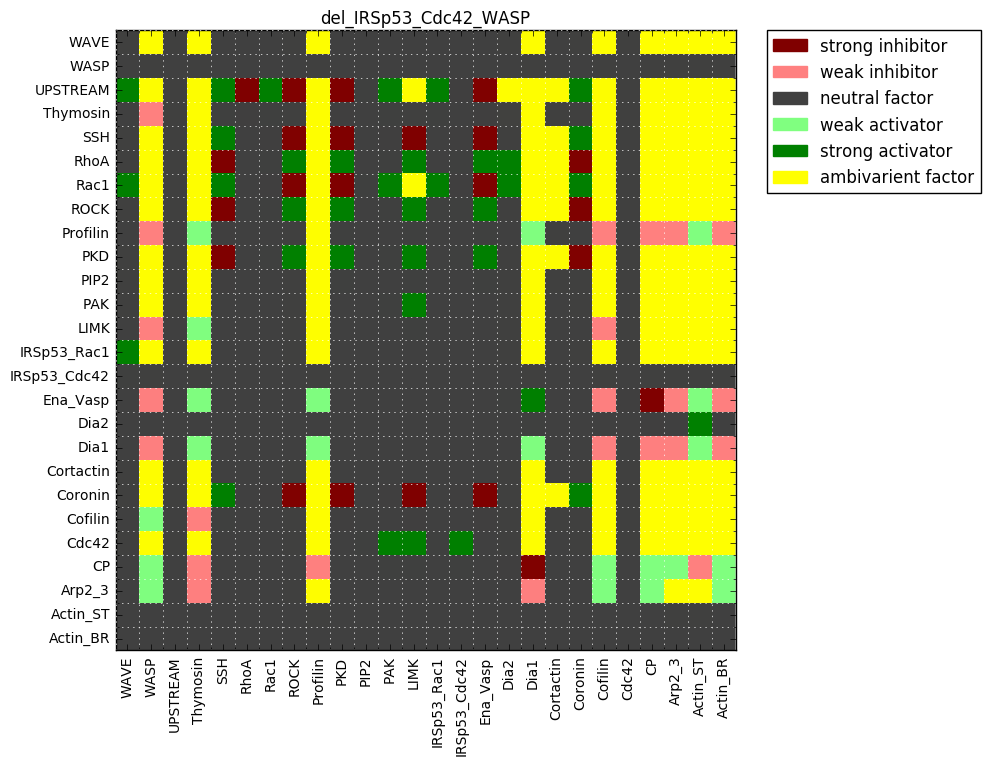 del_IRSp53_Cdc42_WASP
strong inhibitor
weak inhibitor
neutral factor
weak activator
strong activator
ambivarient factor
WAVE
WASP
UPSTREAM
Thymosin
SSH
RhoA
Rac1
ROCK
Profilin
PKD
PIP2
PAK
LIMK
IRSp53_Rac1
IRSp53_Cdc42
Ena_Vasp
Dia2
Dia1
Cortactin
Coronin
Cofilin
Cdc42
CP
Arp2_3
Actin_ST
Actin_BR
WAVE
WASP
UPSTREAM
Thymosin
SSH
RhoA
Rac1
ROCK
Profilin
PKD
PIP2
PAK
LIMK
IRSp53_Rac1
IRSp53_Cdc42
Ena_Vasp
Dia2
Dia1
Cortactin
Coronin
Cofilin
Cdc42
CP
Arp2_3
Actin_ST
Actin_BR